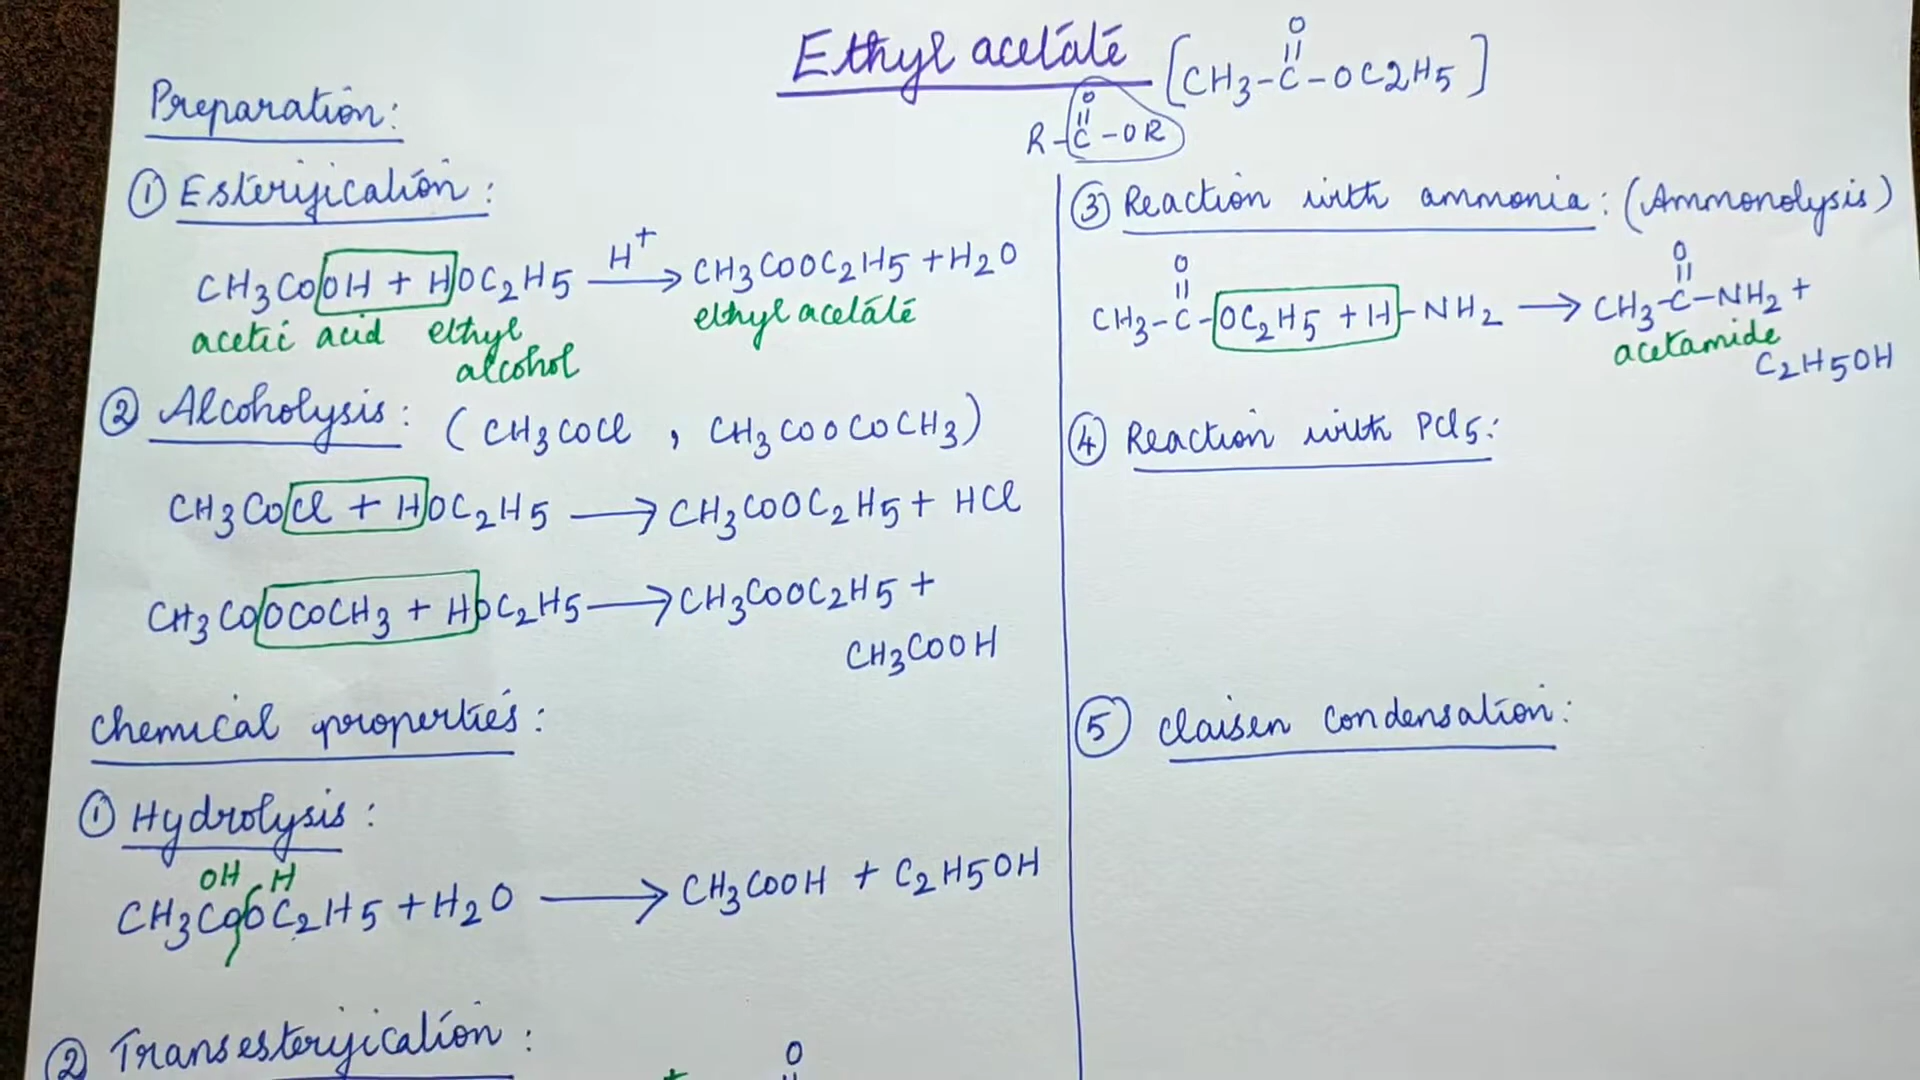 Ethyl acetate [CH3-C-OC2H5]
O
||
R-C-OR
O
||
Preparation:
① Esterification:
CH3COOH + HOC2H5 ⟶ CH3COOC2H5 + H2O
H+
acetic acid ethyl alcohol
ethyl acetate
② Alcoholysis: (CH3COCl , CH3COOCOCH3)
CH3COCl + HOC2H5 ⟶ CH3COOC2H5 + HCl
CH3COOCOCH3 + HOC2H5 ⟶ CH3COOC2H5 +
CH3COOH
Chemical properties:
① Hydrolysis:
OH H
CH3COOC2H5 + H2O ⟶ CH3COOH + C2H5OH
② Transesterification:
O
③ Reaction with ammonia: (Ammonolysis)
O O
|| ||
CH3-C-OC2H5 + H-NH2 ⟶ CH3-C-NH2 +
acetamide
C2H5OH
④ Reaction with PCl5:
⑤ Claisen condensation: